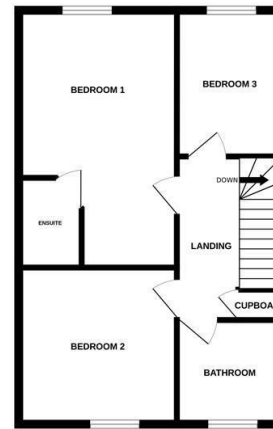 BEDROOM 1
BEDROOM 3
DOWN
ENSUITE
LANDING
CUPBOA
BEDROOM 2
BATHROOM